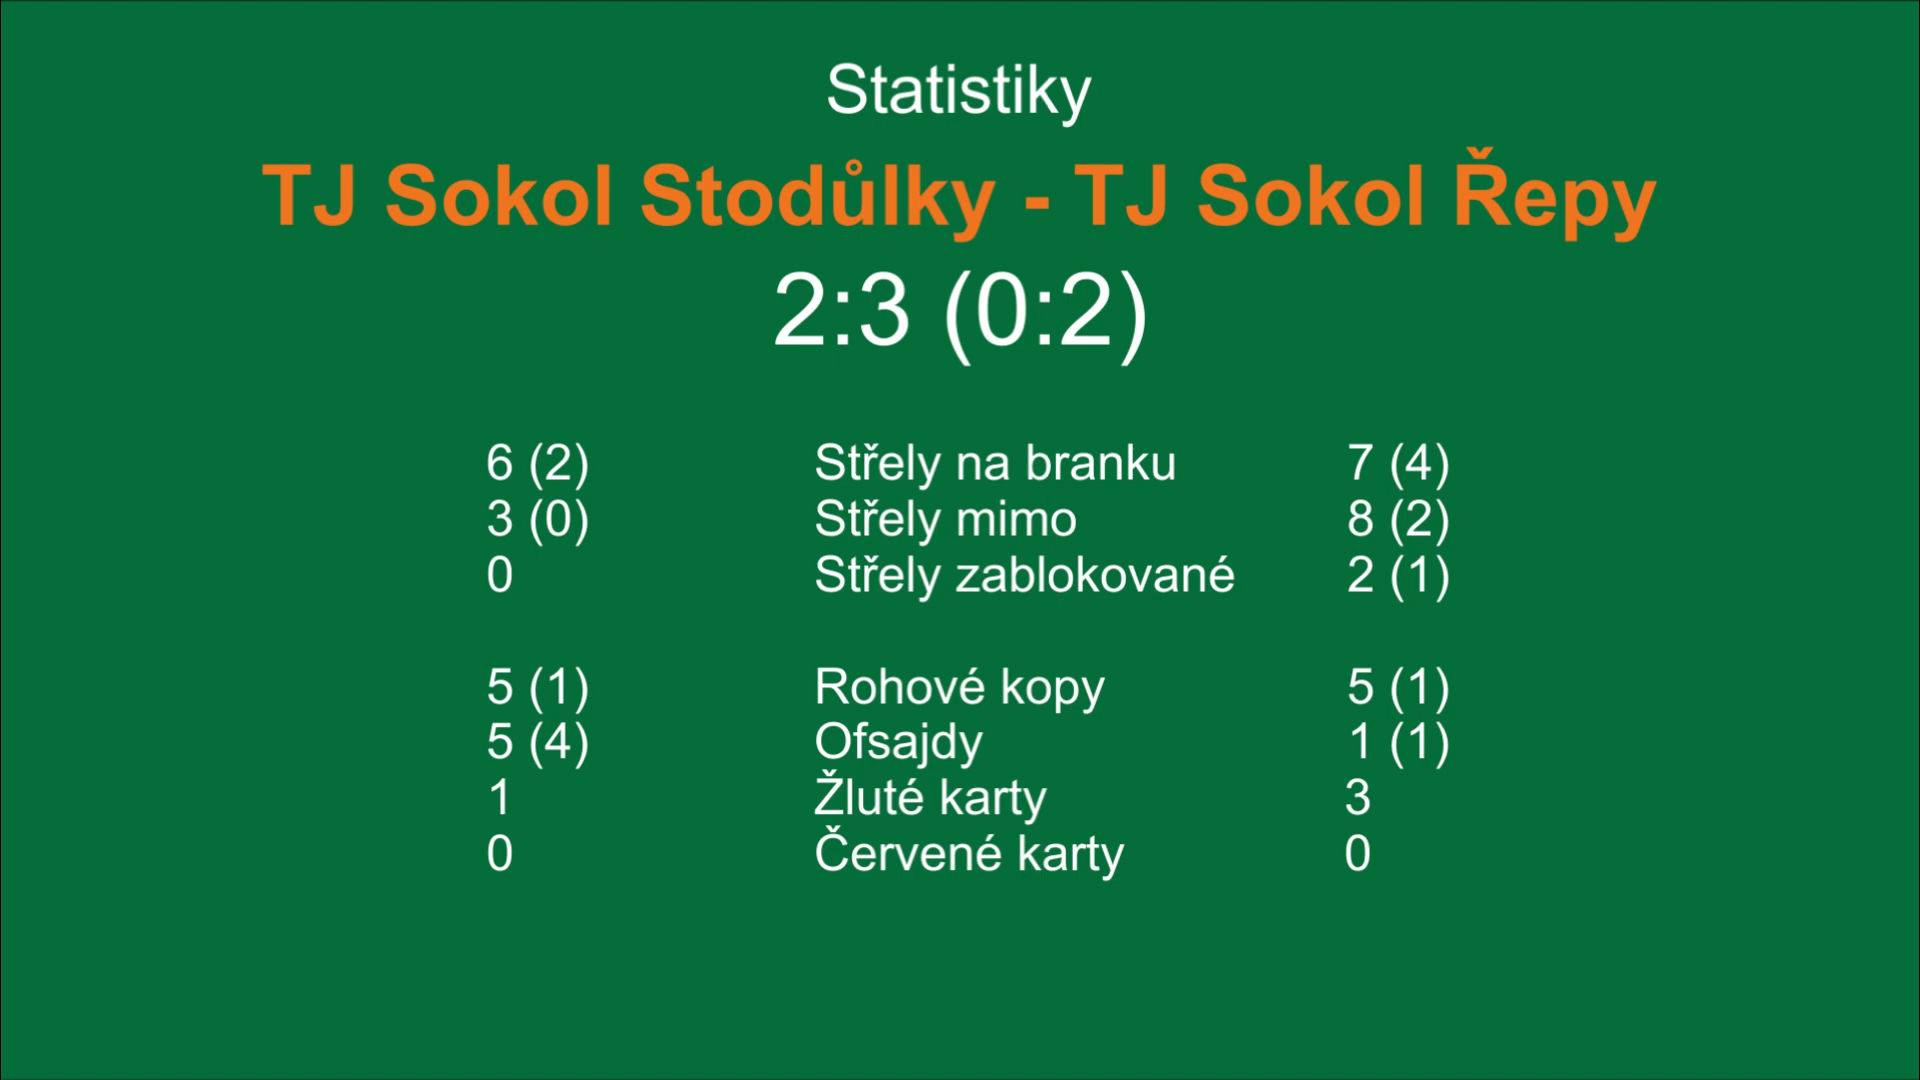 Statistiky
TJ Sokol Stodůlky - TJ Sokol Řepy
2:3 (0:2)
6 (2) Střely na branku 7 (4)
3 (0) Střely mimo 8 (2)
0 Střely zablokované 2 (1)
5 (1) Rohové kopy 5 (1)
5 (4) Ofsajdy 1 (1)
1 Žluté karty 3
0 Červené karty 0